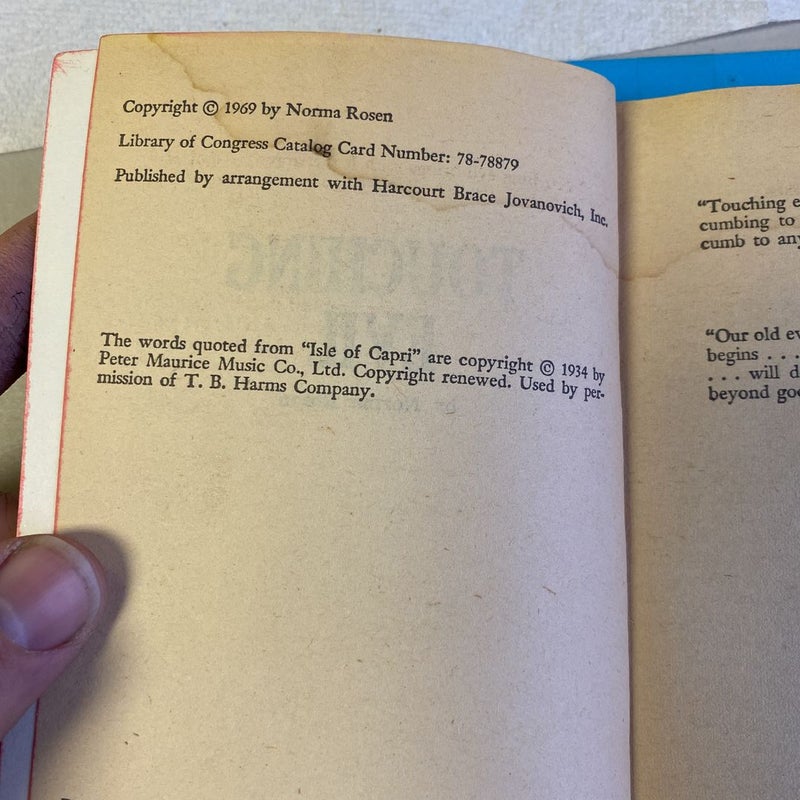 Copyright © 1969 by Norma Rosen
Library of Congress Catalog Card Number: 78-78879
Published by arrangement with Harcourt Brace Jovanovich, Inc.
TOUCHING
The words quoted from "Isle of Capri" are copyright © 1934 by
Peter Maurice Music Co., Ltd. Copyright renewed. Used by per-
mission of T. B. Harms Company.
"Touching e
cumbing to
cumb to any
"Our old ev
begins . . .
. . . will d
beyond goo